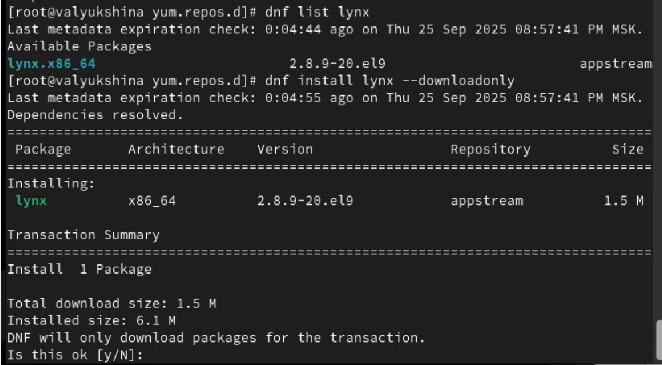 [root@valyukshina yum.repos.d]# dnf list lynx
Last metadata expiration check: 0:04:44 ago on Thu 25 Sep 2025 08:57:41 PM MSK.
Available Packages
lynx.x86_64                        2.8.9-20.el9                        appstream
[root@valyukshina yum.repos.d]# dnf install lynx --downloadonly
Last metadata expiration check: 0:04:55 ago on Thu 25 Sep 2025 08:57:41 PM MSK.
Dependencies resolved.
================================================================================
 Package       Architecture    Version                 Repository          Size
================================================================================
Installing:
 lynx          x86_64          2.8.9-20.el9            appstream          1.5 M

Transaction Summary
================================================================================
Install  1 Package

Total download size: 1.5 M
Installed size: 6.1 M
DNF will only download packages for the transaction.
Is this ok [y/N]: